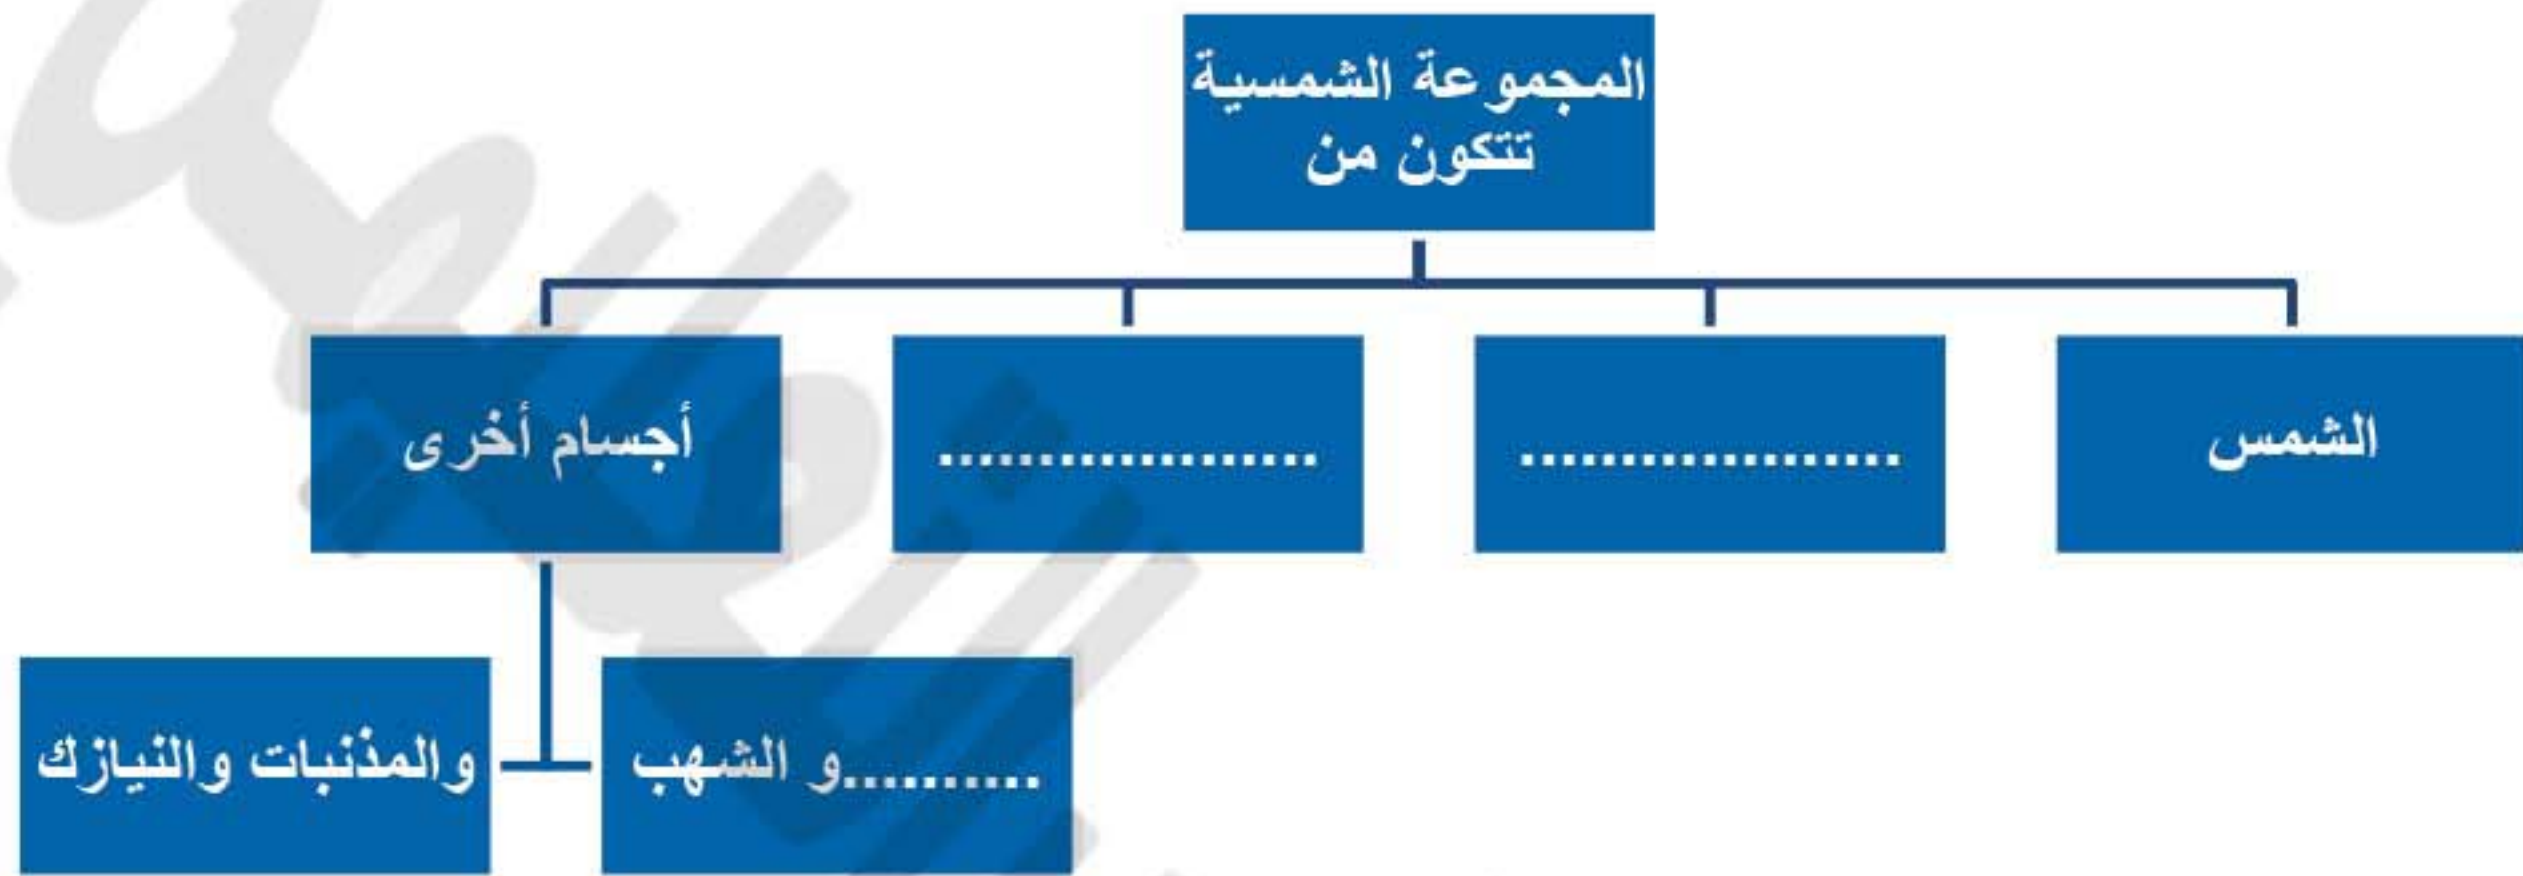 المجموعة الشمسية
تتكون من
الشمس
...................
...................
أجسام أخرى
..........و الشهب
والمذنبات والنيازك